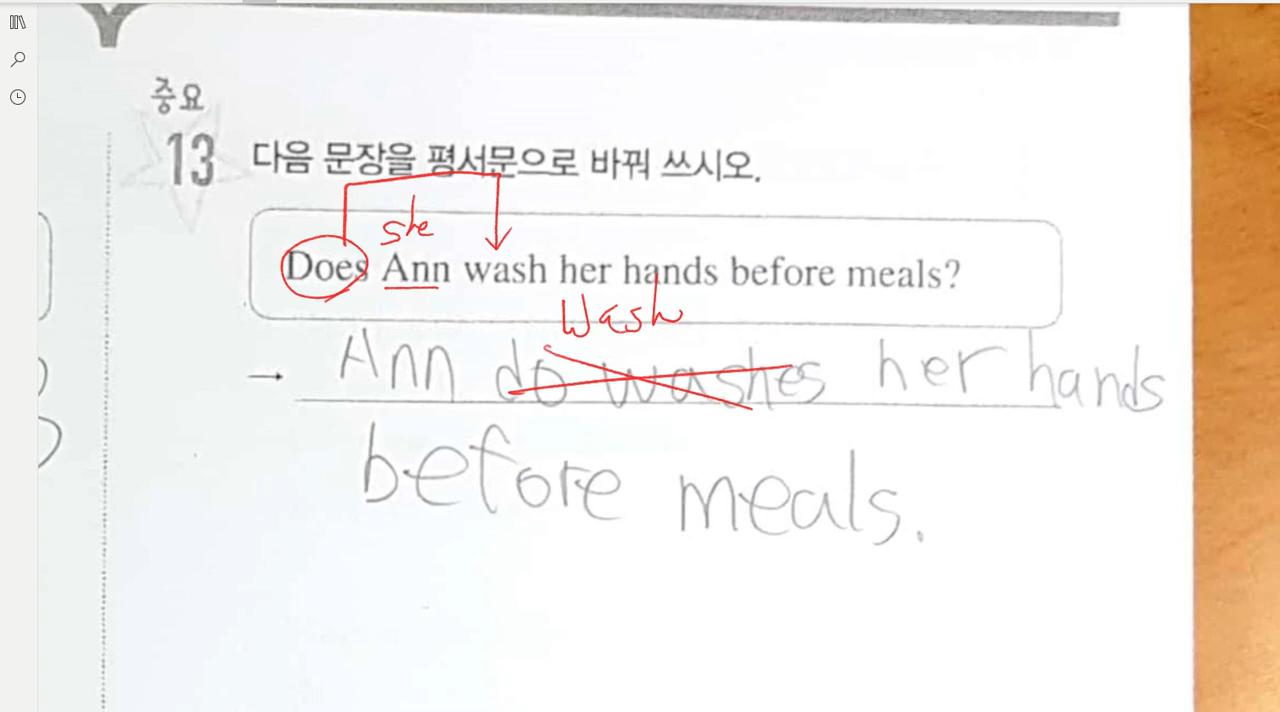 중요
13 다음 문장을 평서문으로 바꿔 쓰시오.
she
Does Ann wash her hands before meals?
Wash
→ Ann do washes her hands
before meals.